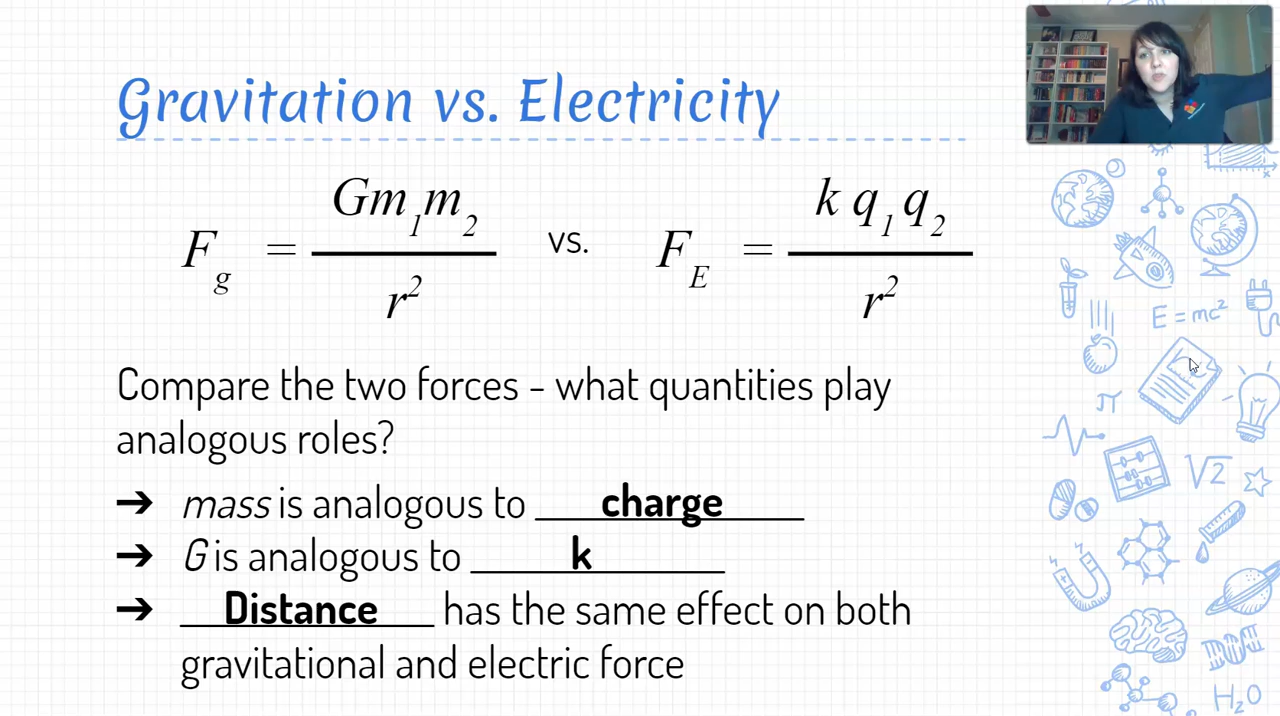 Gravitation vs. Electricity
F_g = Gm_1m_2 / r^2 vs. F_E = k q_1 q_2 / r^2
Compare the two forces - what quantities play
analogous roles?
➔ mass is analogous to charge
➔ G is analogous to k
➔ Distance has the same effect on both
gravitational and electric force
E = mc²
π
√2
H₂O